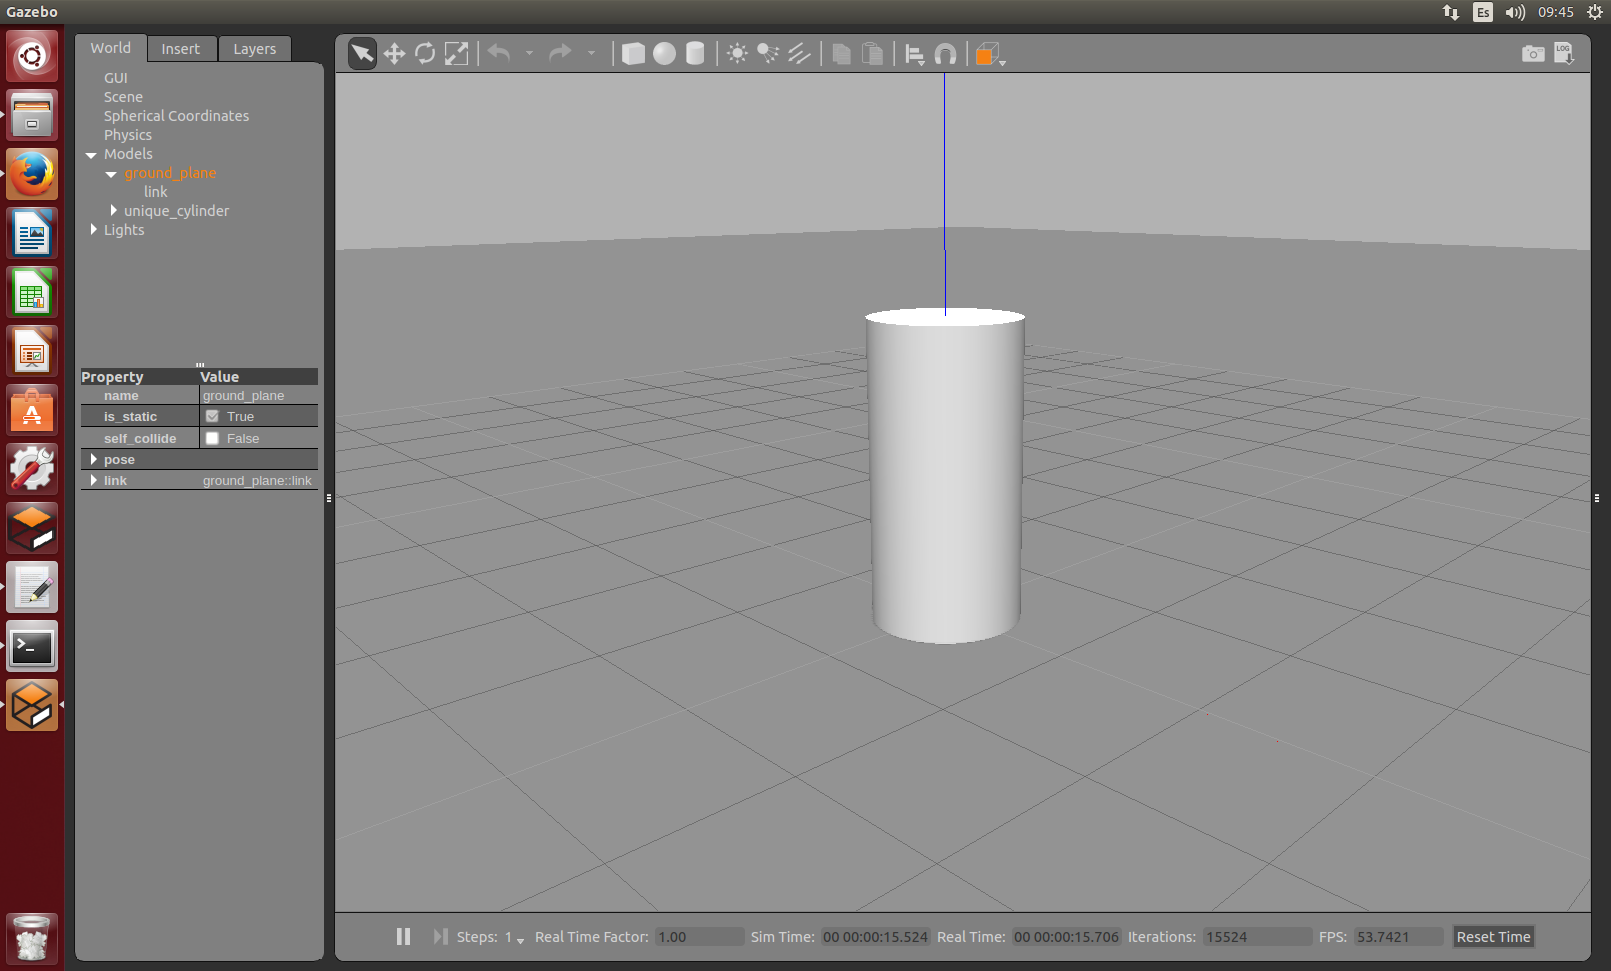 Gazebo
Es
09:45
World Insert Layers
GUI
Scene
Spherical Coordinates
Physics
Models
ground_plane
link
unique_cylinder
Lights
Property Value
name ground_plane
is_static True
self_collide False
pose
link ground_plane::link
LOG
Steps: 1 Real Time Factor: 1.00 Sim Time: 00 00:00:15.524 Real Time: 00 00:00:15.706 Iterations: 15524 FPS: 53.7421 Reset Time